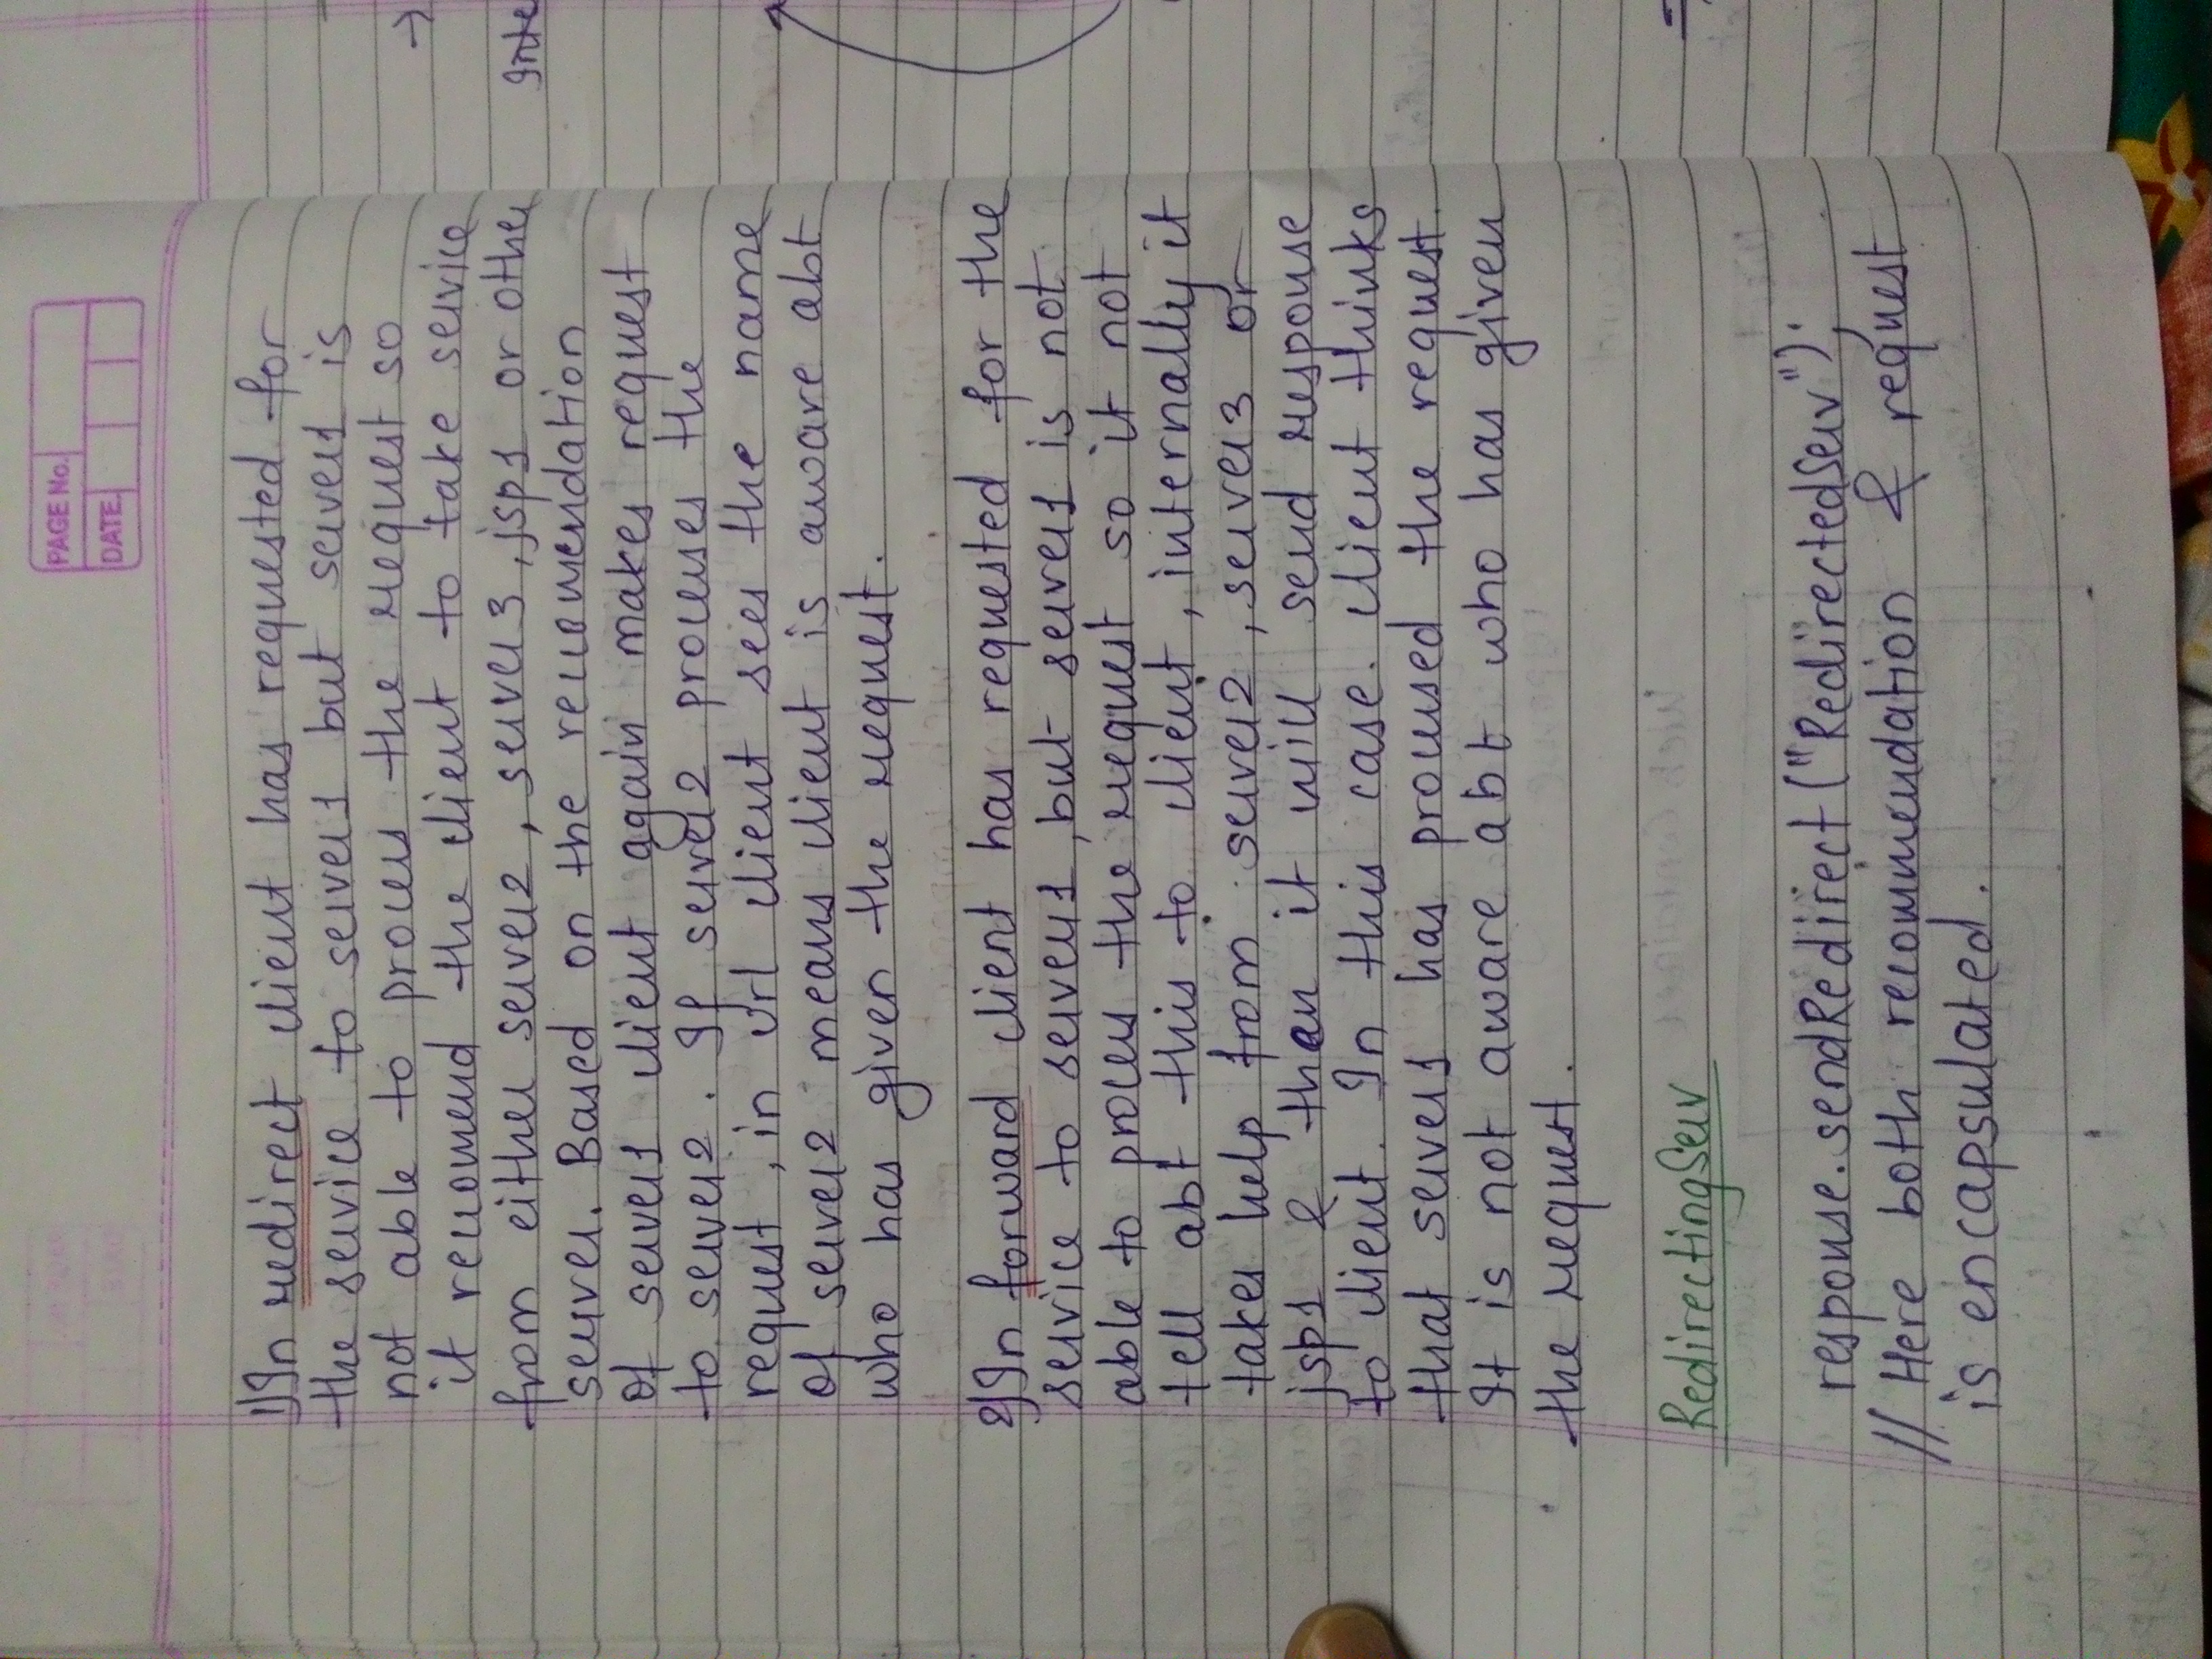 PAGE No.
DATE
1) In redirect client has requested for
the service to server1 but server1 is
not able to process the request so
it reccomend the client to take service
from either server2, server3, jsp1 or other
server. Based on the reccomendation
of server1 client again makes request
to server2. If server2 processes the
request, in url client sees the name
of server2 means client is aware abt
who has given the request.
2) In forward client has requested for the
service to server1, but server1 is not
able to process the request so it not
tell abt this to client, internally it
takes help from server2, server3 or
jsp1 & then it will send response
to client. In this case. client thinks
that server1 has processed the request.
It is not aware abt who has given
the request.
RedirectingServ
response.sendRedirect("RedirectedServ");
// Here both recommendation & request
is encapsulated.
Inte